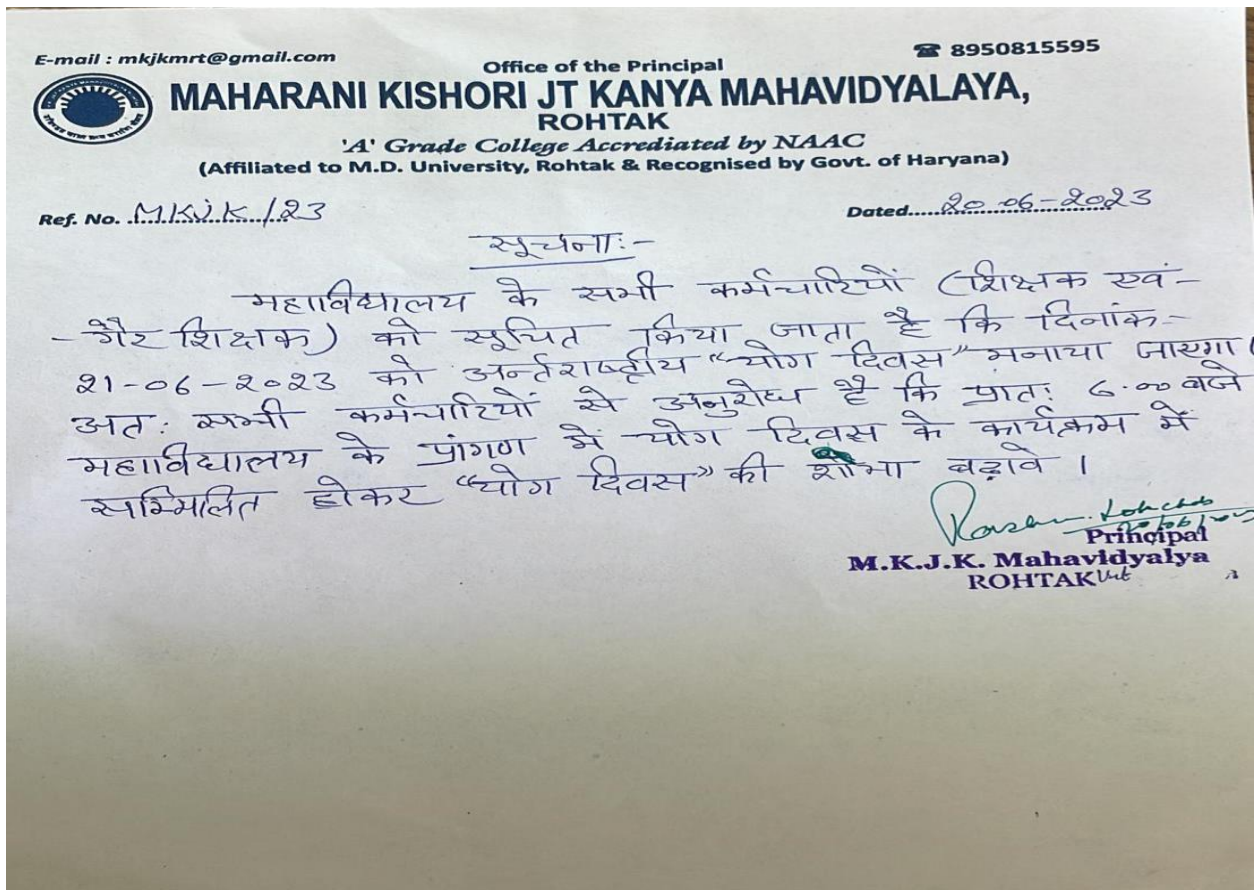 E-mail : mkjkmrt@gmail.com
☎ 8950815595
Office of the Principal
MAHARANI KISHORI JT KANYA MAHAVIDYALAYA,
ROHTAK
'A' Grade College Accrediated by NAAC
(Affiliated to M.D. University, Rohtak & Recognised by Govt. of Haryana)
Ref. No. MKJK/23
Dated.....20-06-2023
सूचनाः-
महाविद्यालय के सभी कर्मचारियों (शिक्षक एवं-
- गैर शिक्षक) को सूचित किया जाता है कि दिनांक-
21-06-2023 को अर्न्तराष्ट्रीय “योग दिवस” मनाया जाएगा।
अतः सभी कर्मचारियों से अनुरोध है कि प्रातः 6.00 बजे
महाविद्यालय के प्रांगण में योग दिवस के कार्यक्रम में
सम्मिलित होकर “योग दिवस” की शोभा बढ़ावे ।
Principal
M.K.J.K. Mahavidyalya
ROHTAK